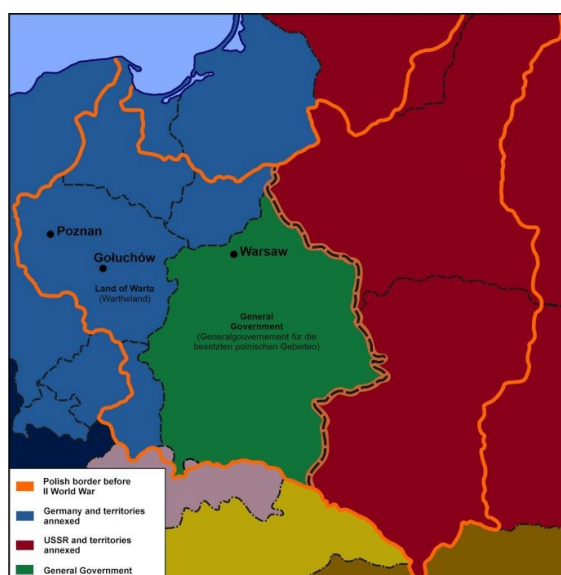 Poznan
Gołuchów
Land of Warta
(Wartheland)
Warsaw
General
Government
(Generalgouvernement für die
besetzten polnischen Gebieteo)
Polish border before
II World War
Germany and territories
annexed
USSR and territories
annexed
General Government